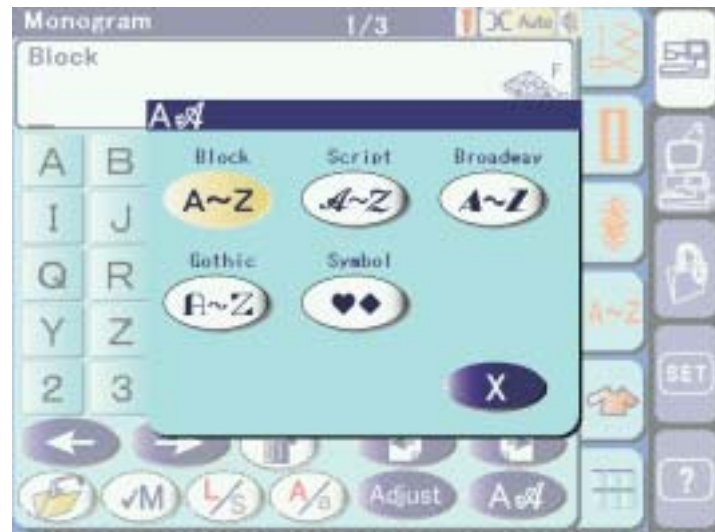 Monogram 1/3 Auto
Block
F
A
A B
Block Script Broadway
A~Z A~Z A~Z
I J
Q R
Gothic Symbol
A~Z
A~Z
Y Z
2 3
X
SET
✓M L/S A/a Adjust A A
?